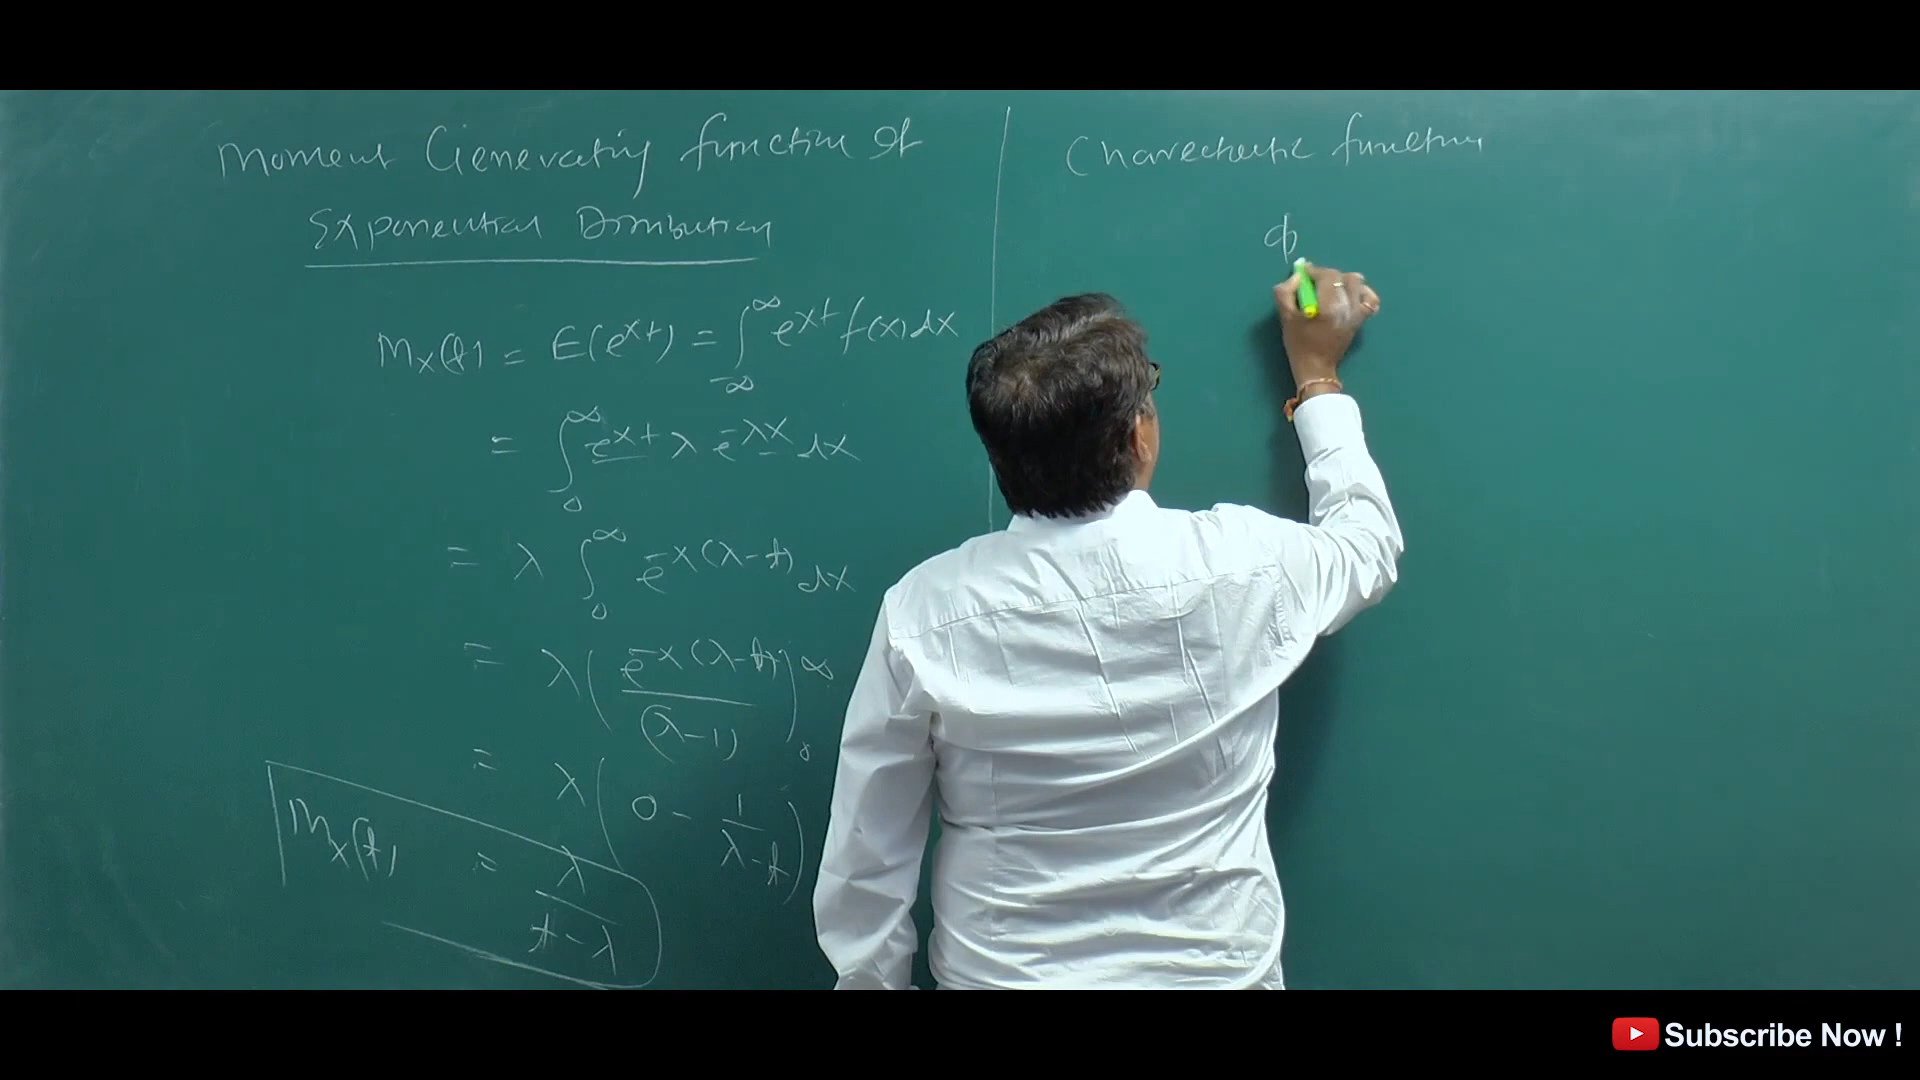 Moment Generating function of
Exponential Distribution
Mx(t) = E(e^xt) = ∫_-∞^∞ e^xt f(x) dx
= ∫_0^∞ e^xt λ e^-λx dx
= λ ∫_0^∞ e^-x(λ-t) dx
= λ ( e^-x(λ-t) / (λ-1) )_0^∞
= λ ( 0 - 1 / λ-t )
Mx(t) = λ / t-λ
Charecteristic function
ϕ
Subscribe Now !